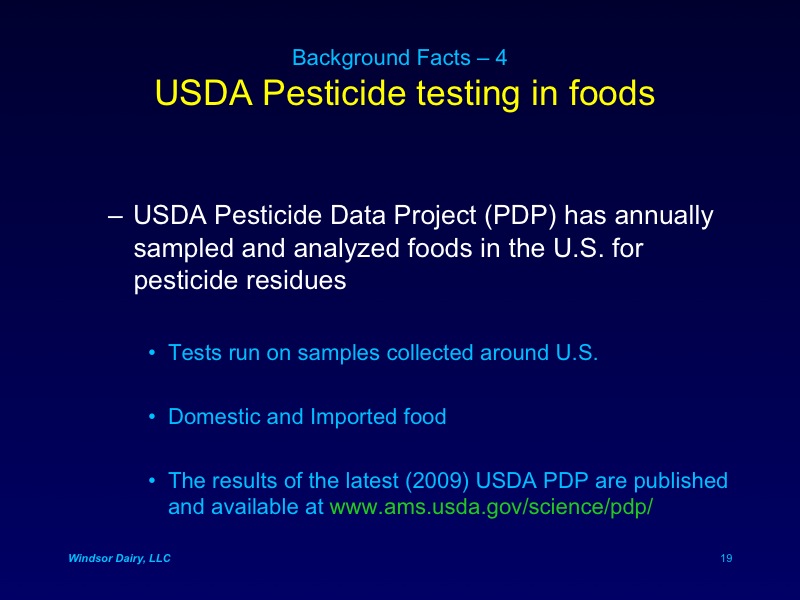 Background Facts – 4
USDA Pesticide testing in foods
– USDA Pesticide Data Project (PDP) has annually
sampled and analyzed foods in the U.S. for
pesticide residues
• Tests run on samples collected around U.S.
• Domestic and Imported food
• The results of the latest (2009) USDA PDP are published
and available at www.ams.usda.gov/science/pdp/
Windsor Dairy, LLC
19